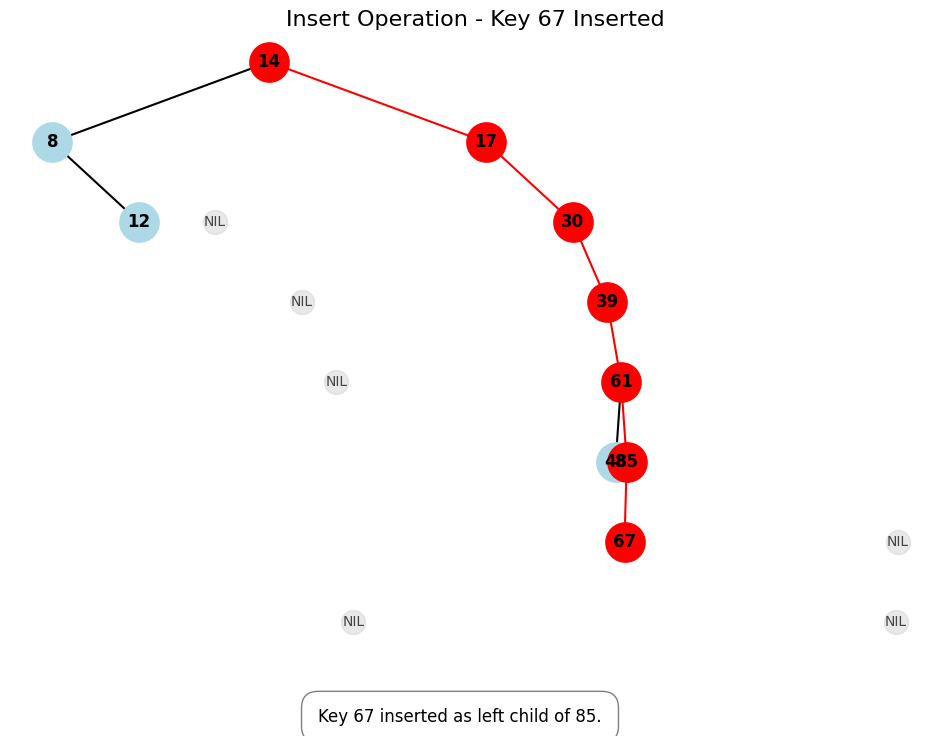 Insert Operation - Key 67 Inserted
14
8
17
12
NIL
30
NIL
39
NIL
61
85
67
NIL
NIL
NIL
Key 67 inserted as left child of 85.